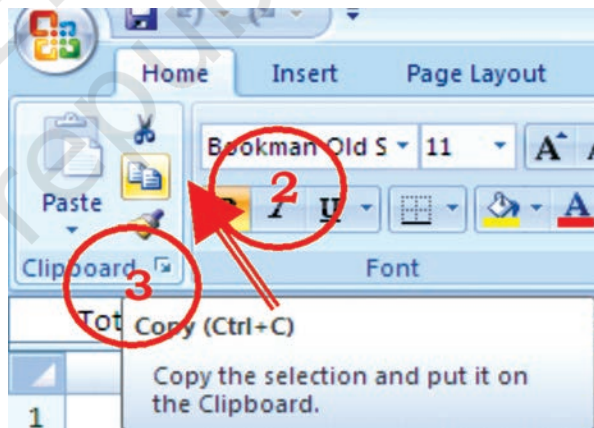 Home Insert Page Layout
Bookman Old S 11 A A
Paste
2
B I U A
Clipboard Font
3
Tot
Copy (Ctrl+C)
Copy the selection and put it on
the Clipboard.
1